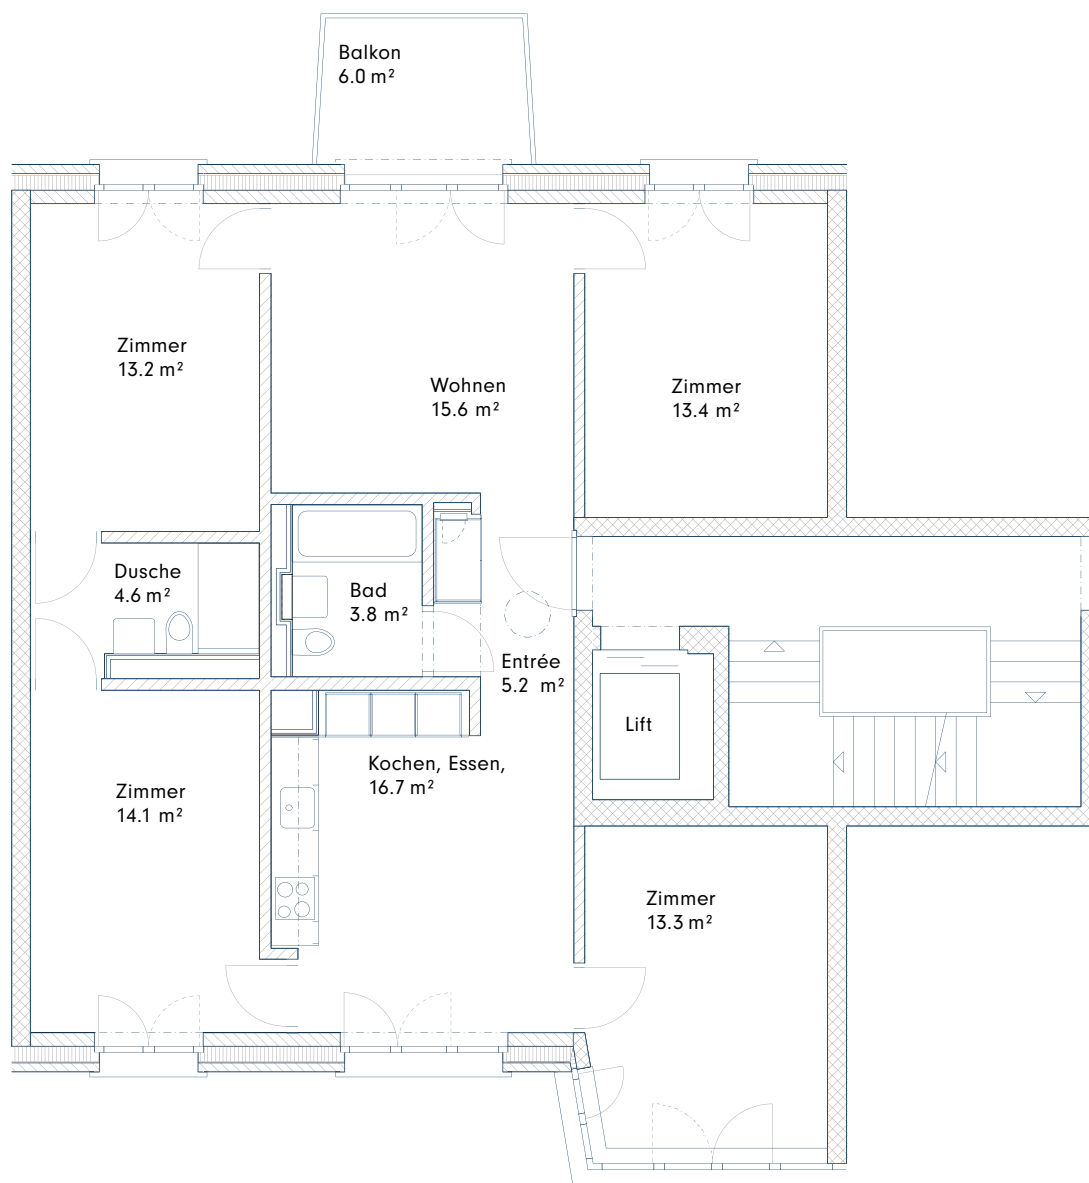 Balkon
6.0 m²
Zimmer
13.2 m²
Wohnen
15.6 m²
Zimmer
13.4 m²
Dusche
4.6 m²
Bad
3.8 m²
Entrée
5.2 m²
Lift
Kochen, Essen,
16.7 m²
Zimmer
14.1 m²
Zimmer
13.3 m²